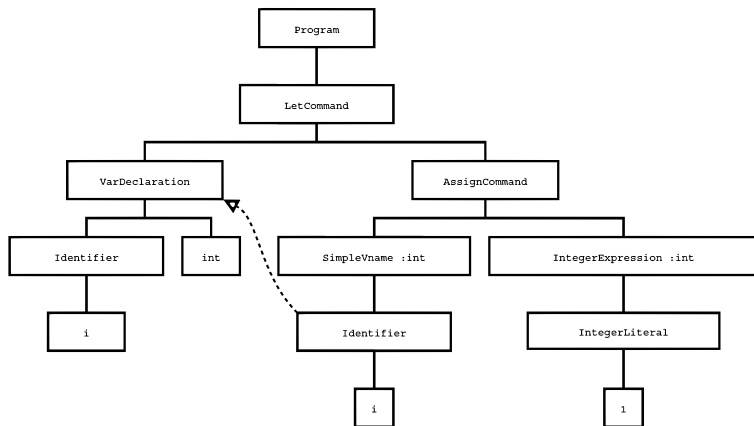 Program
LetCommand
VarDeclaration
AssignCommand
Identifier
int
SimpleVname :int
IntegerExpression :int
i
Identifier
IntegerLiteral
i
1